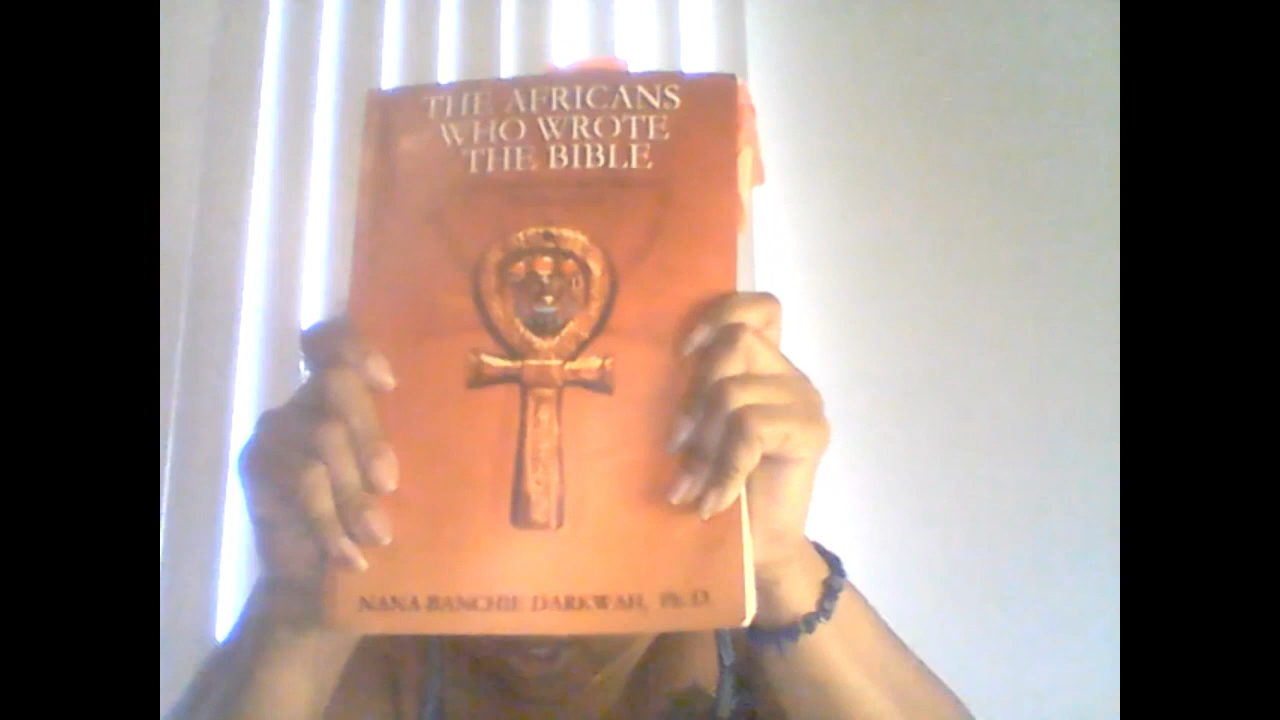 THE AFRICANS
WHO WROTE
THE BIBLE
NANA BANCHIE DARKWAH, Ph.D.